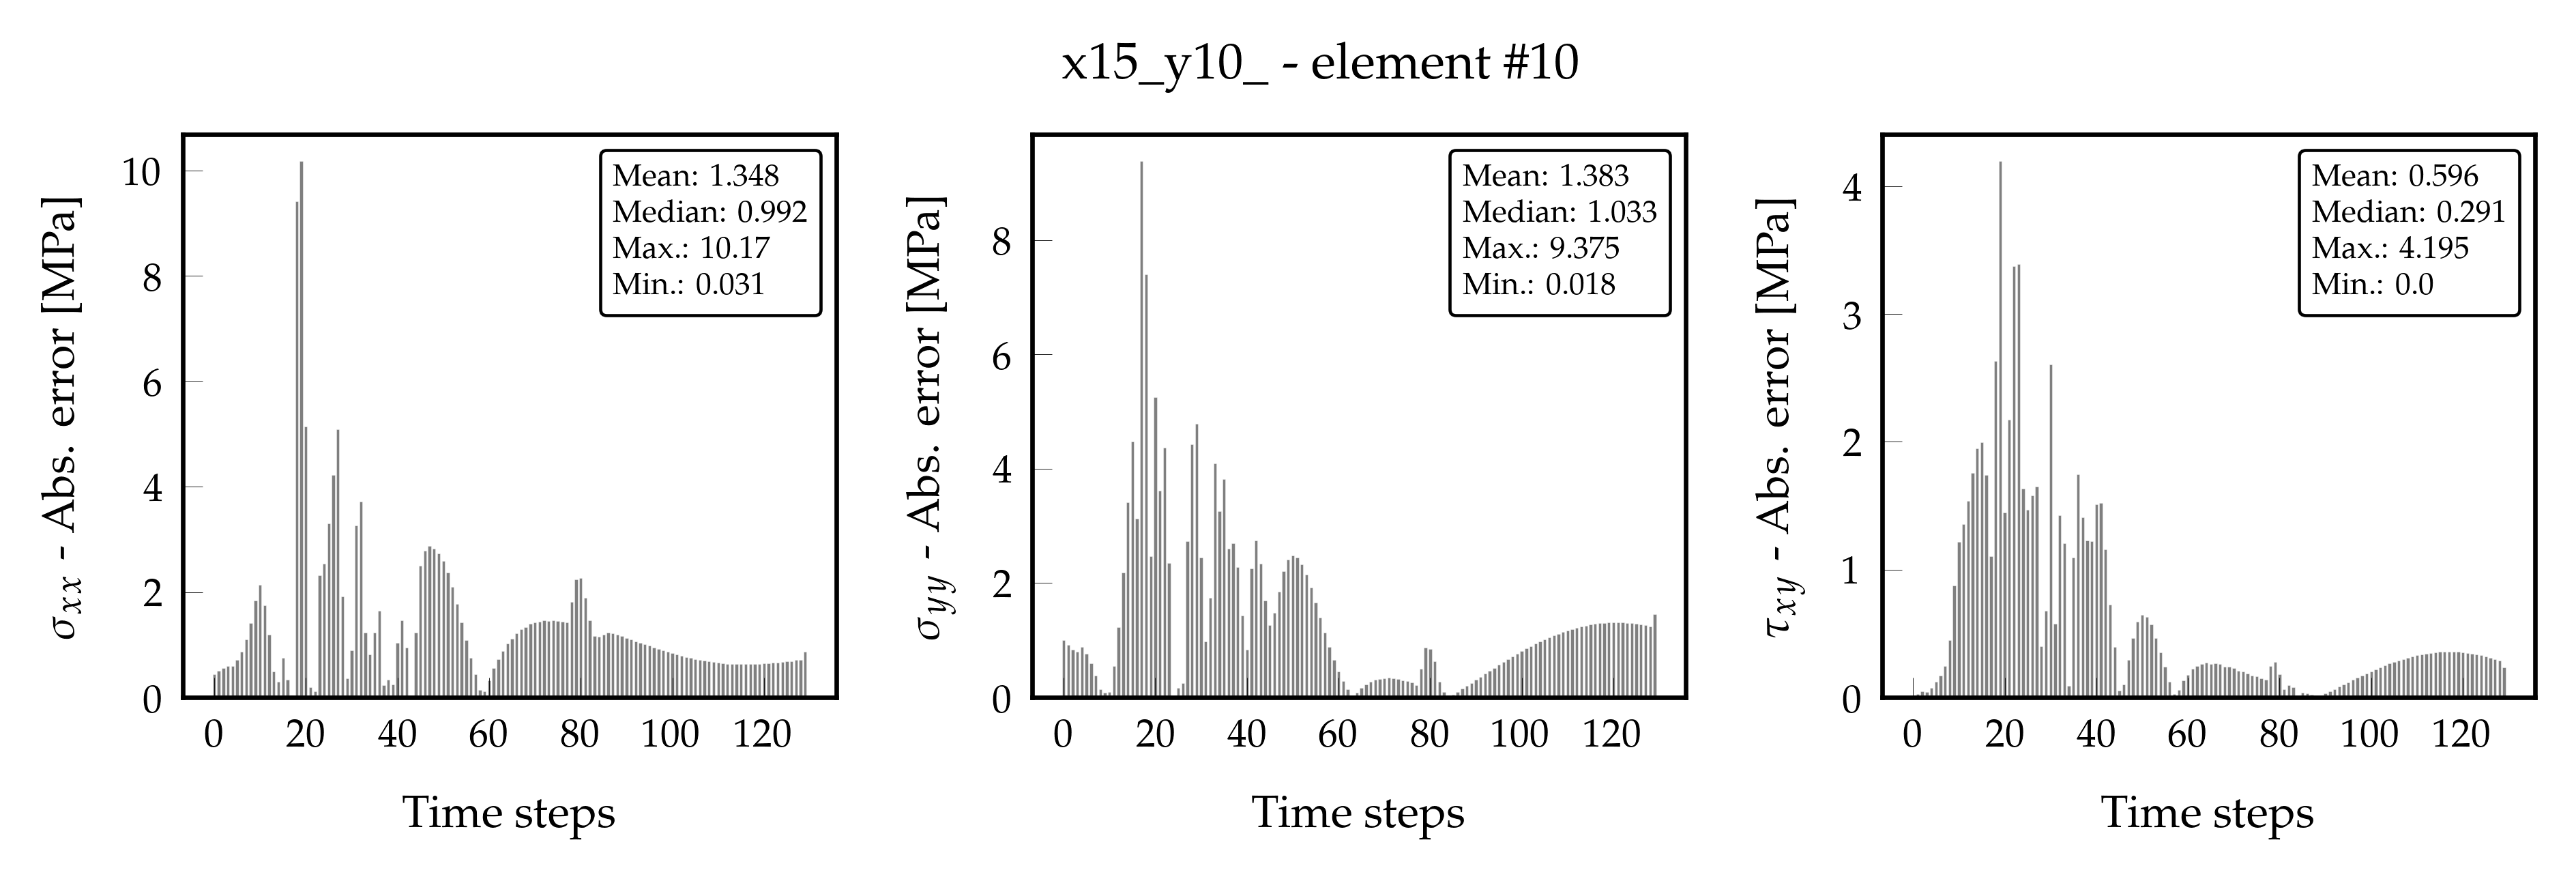 x15_y10_ - element #10
σxx - Abs. error [MPa]
10
8
6
4
2
0
Mean: 1.348
Median: 0.992
Max.: 10.17
Min.: 0.031
0 20 40 60 80 100 120
Time steps
σyy - Abs. error [MPa]
8
6
4
2
0
Mean: 1.383
Median: 1.033
Max.: 9.375
Min.: 0.018
0 20 40 60 80 100 120
Time steps
τxy - Abs. error [MPa]
4
3
2
1
0
Mean: 0.596
Median: 0.291
Max.: 4.195
Min.: 0.0
0 20 40 60 80 100 120
Time steps